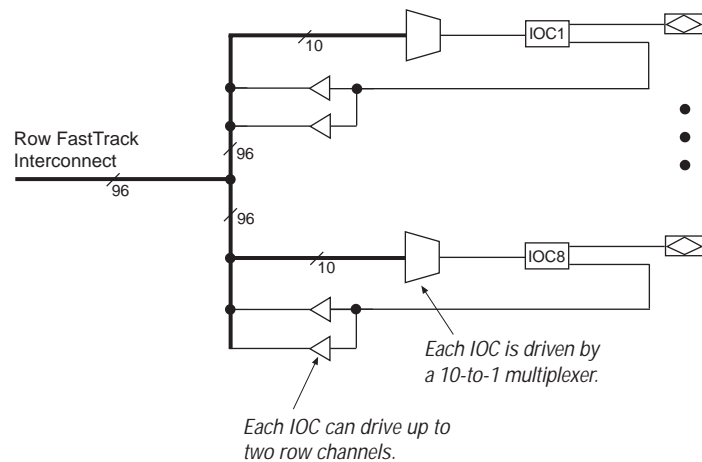 10
IOC1
Row FastTrack
Interconnect
96
96
96
10
IOC8
Each IOC is driven by
a 10-to-1 multiplexer.
Each IOC can drive up to
two row channels.